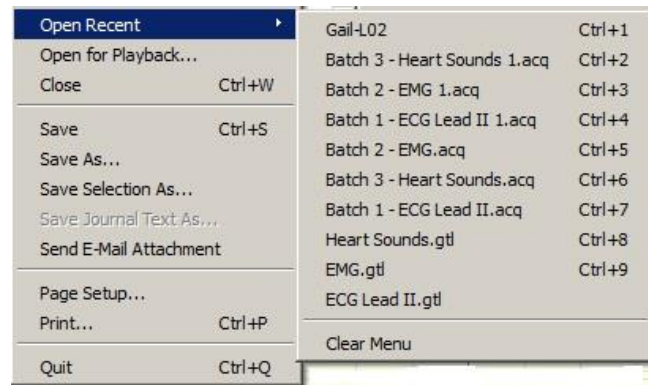 Open Recent
Open for Playback...
Close Ctrl+W
Save Ctrl+S
Save As...
Save Selection As...
Save Journal Text As...
Send E-Mail Attachment
Page Setup...
Print... Ctrl+P
Quit Ctrl+Q
Gail-L02 Ctrl+1
Batch 3 - Heart Sounds 1.acq Ctrl+2
Batch 2 - EMG 1.acq Ctrl+3
Batch 1 - ECG Lead II 1.acq Ctrl+4
Batch 2 - EMG.acq Ctrl+5
Batch 3 - Heart Sounds.acq Ctrl+6
Batch 1 - ECG Lead II.acq Ctrl+7
Heart Sounds.gtl Ctrl+8
EMG.gtl Ctrl+9
ECG Lead II.gtl
Clear Menu